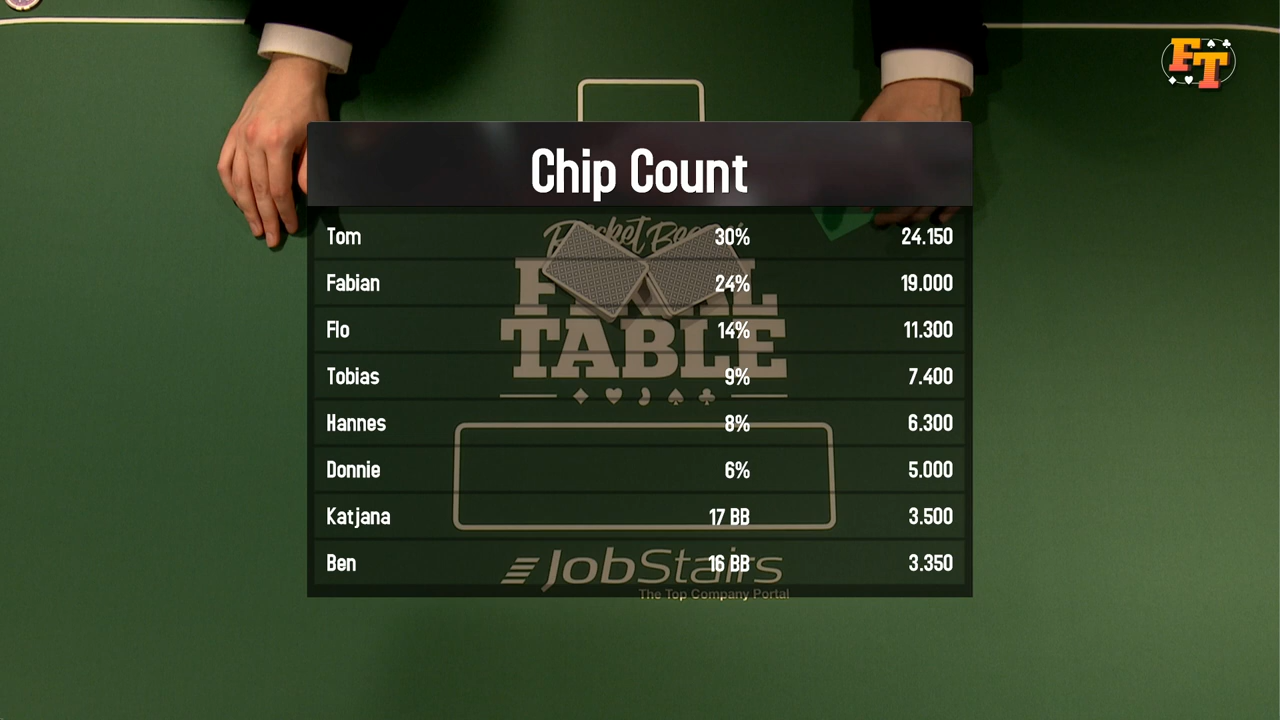 FT
Chip Count
Tom 30% 24.150
Fabian 24% 19.000
Flo 14% 11.300
Tobias 9% 7.400
Hannes 8% 6.300
Donnie 6% 5.000
Katjana 17 BB 3.500
Ben 16 BB 3.350
TABLE
JobStairs
The Top Company Portal